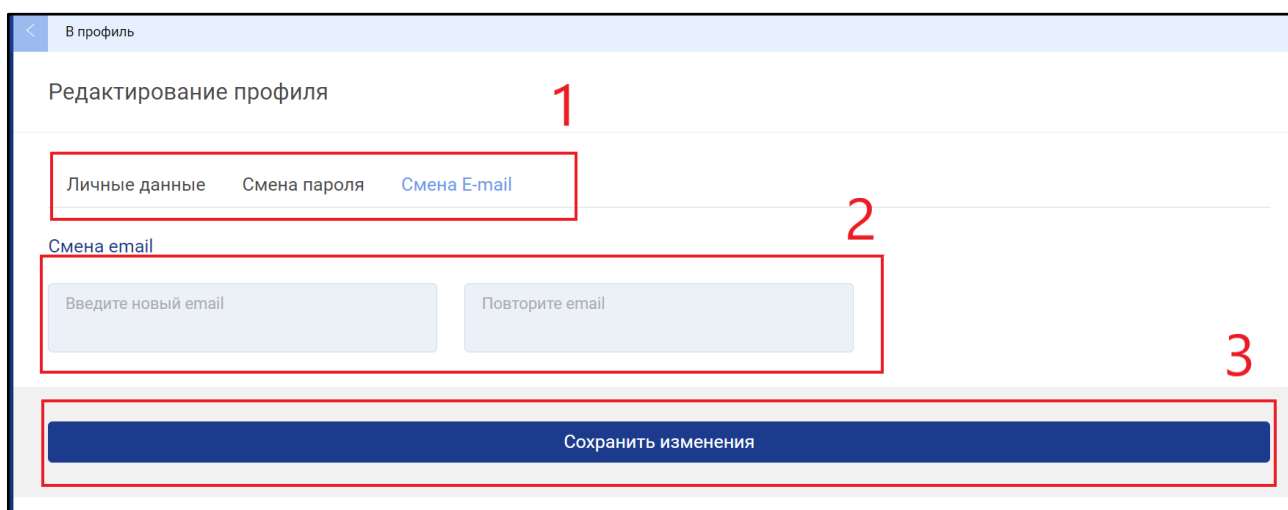 В профиль
Редактирование профиля
1
Личные данные Смена пароля Смена E-mail
2
Смена email
Введите новый email Повторите email
3
Сохранить изменения